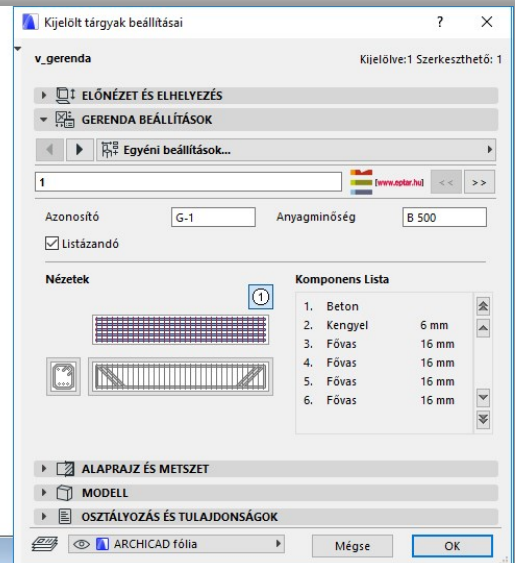 Kijelölt tárgyak beállításai
v_gerenda Kijelölve:1 Szerkeszthető: 1
ELŐNÉZET ÉS ELHELYEZÉS
GERENDA BEÁLLÍTÁSOK
Egyéni beállítások...
1 [www.eptar.hu] << >>
Azonosító G-1 Anyagminőség B 500
Listázandó
Nézetek Komponens Lista
1
1. Beton
2. Kengyel 6 mm
3. Fővas 16 mm
4. Fővas 16 mm
5. Fővas 16 mm
6. Fővas 16 mm
ALAPRAJZ ÉS METSZET
MODELL
OSZTÁLYOZÁS ÉS TULAJDONSÁGOK
ARCHICAD fólia Mégse OK